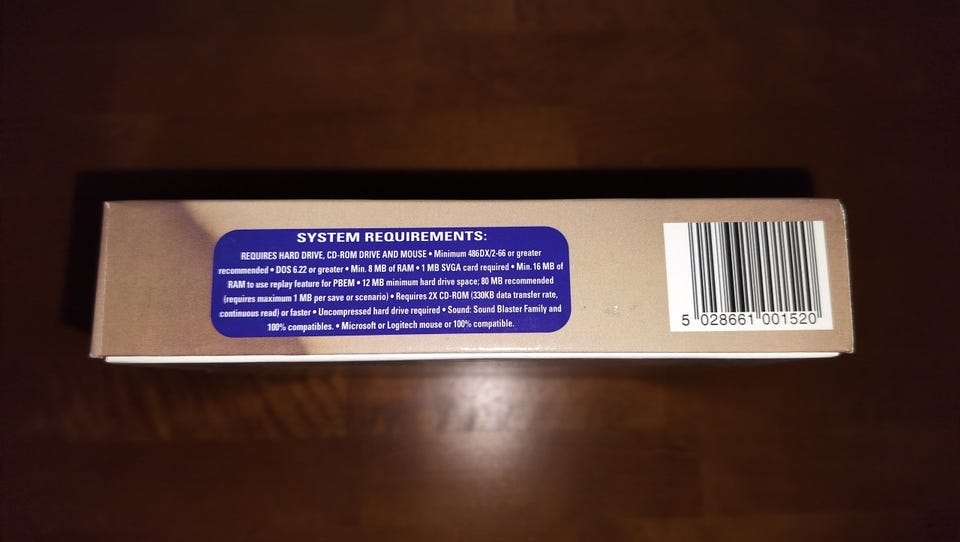 SYSTEM REQUIREMENTS:
REQUIRES HARD DRIVE, CD-ROM DRIVE AND MOUSE • Minimum 486DX/2-66 or greater
recommended • DOS 6.22 or greater • Min. 8 MB of RAM • 1 MB SVGA card required • Min. 16 MB of
RAM to use replay feature for PBEM • 12 MB minimum hard drive space; 80 MB recommended
(requires maximum 1 MB per save or scenario) • Requires 2X CD-ROM (330KB data transfer rate,
continuous read) or faster • Uncompressed hard drive required • Sound: Sound Blaster Family and
100% compatibles. • Microsoft or Logitech mouse or 100% compatible.
5 028661 001520